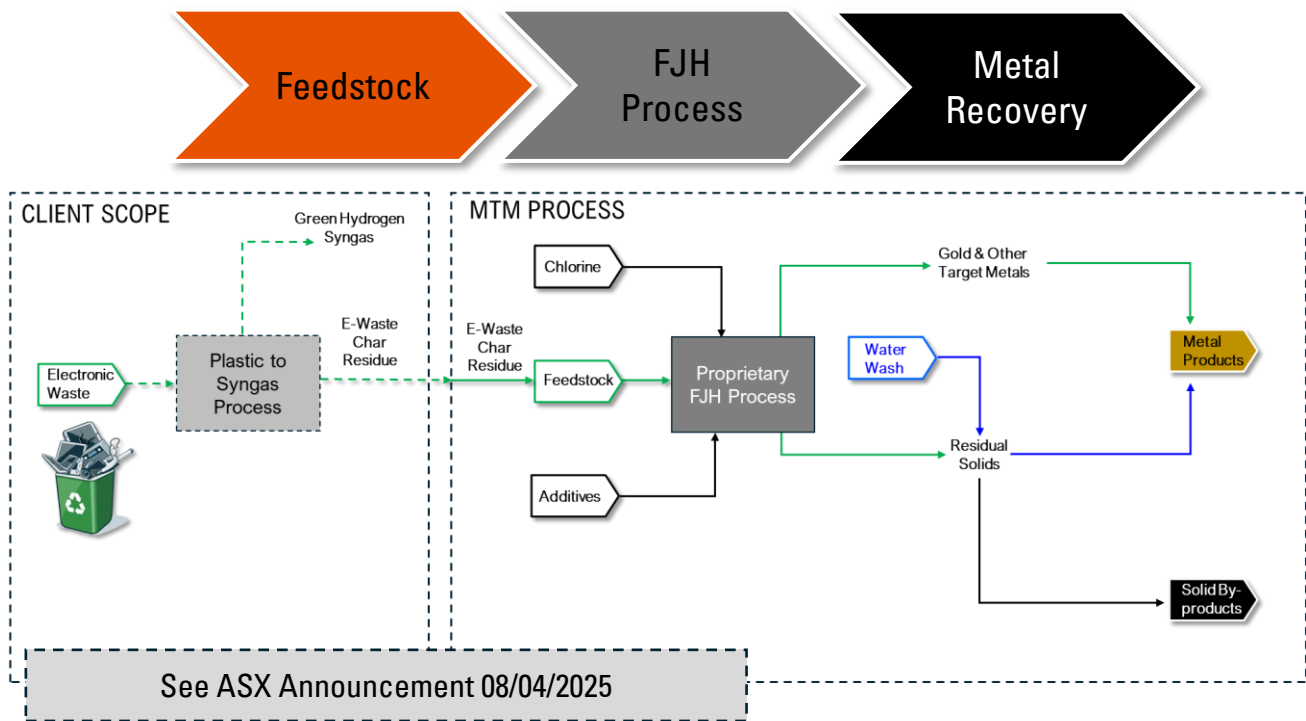 Feedstock
FJH
Process
Metal
Recovery
CLIENT SCOPE
Green Hydrogen
Syngas
Electronic
Waste
Plastic to
Syngas
Process
E-Waste
Char
Residue
MTM PROCESS
Chlorine
E-Waste
Char
Residue
Feedstock
Additives
Proprietary
FJH Process
Gold & Other
Target Metals
Water
Wash
Residual
Solids
Metal
Products
Solid By-
products
See ASX Announcement 08/04/2025